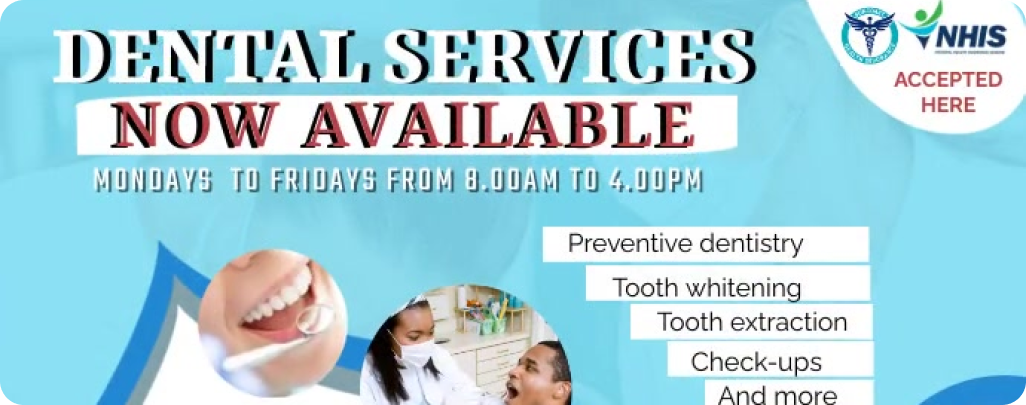 DENTAL SERVICES
NOW AVAILABLE
MONDAYS TO FRIDAYS FROM 8.00AM TO 4.00PM
NHIS
ACCEPTED
HERE
Preventive dentistry
Tooth whitening
Tooth extraction
Check-ups
And more